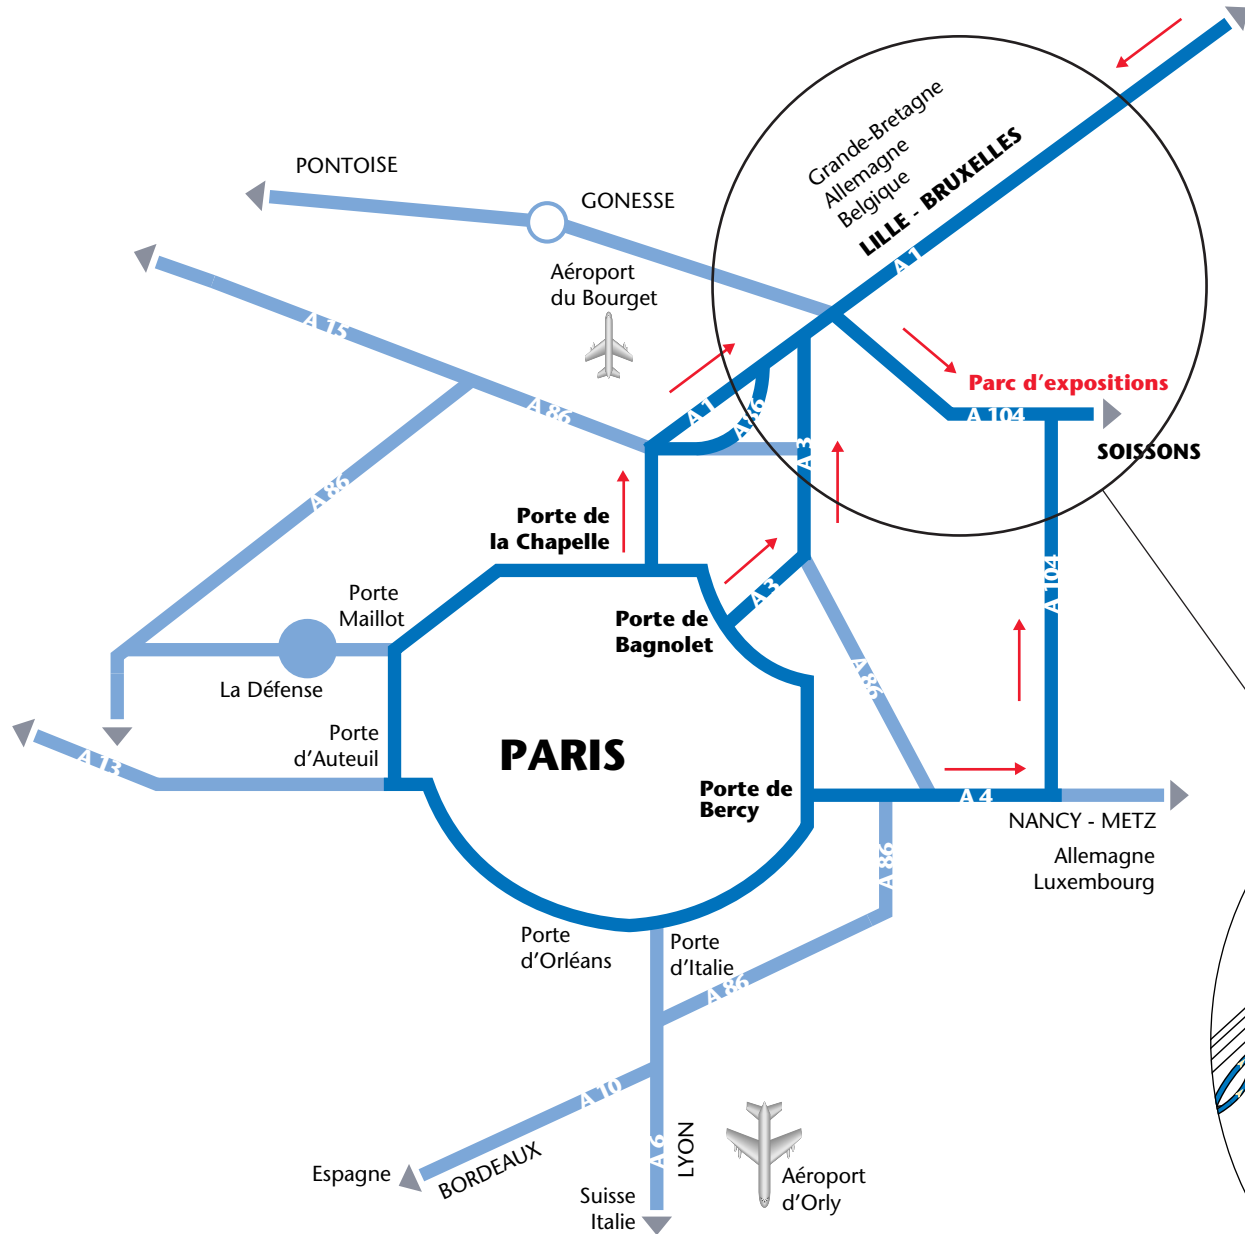 Grande-Bretagne
Allemagne
Belgique
LILLE - BRUXELLES
A 1
PONTOISE
GONESSE
Aéroport
du Bourget
A 15
A 86
A 1
A 86
A 3
Parc d'expositions
A 104
SOISSONS
A 86
Porte de
la Chapelle
A 3
A 104
Porte
Maillot
Porte de
Bagnolet
La Défense
A 86
Porte
d'Auteuil
A 13
PARIS
Porte de
Bercy
A 4
NANCY - METZ
Allemagne
Luxembourg
A 86
Porte
d'Orléans
Porte
d'Italie
A 86
A 10
BORDEAUX
Espagne
A 6
LYON
Suisse
Italie
Aéroport
d'Orly